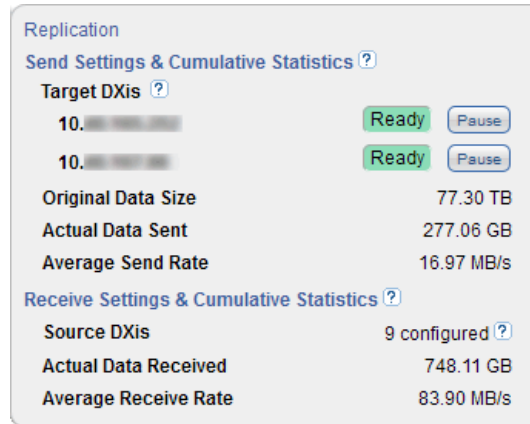 Replication
Send Settings & Cumulative Statistics ?
Target DXis ?
10. Ready Pause
10. Ready Pause
Original Data Size 77.30 TB
Actual Data Sent 277.06 GB
Average Send Rate 16.97 MB/s
Receive Settings & Cumulative Statistics ?
Source DXis 9 configured ?
Actual Data Received 748.11 GB
Average Receive Rate 83.90 MB/s